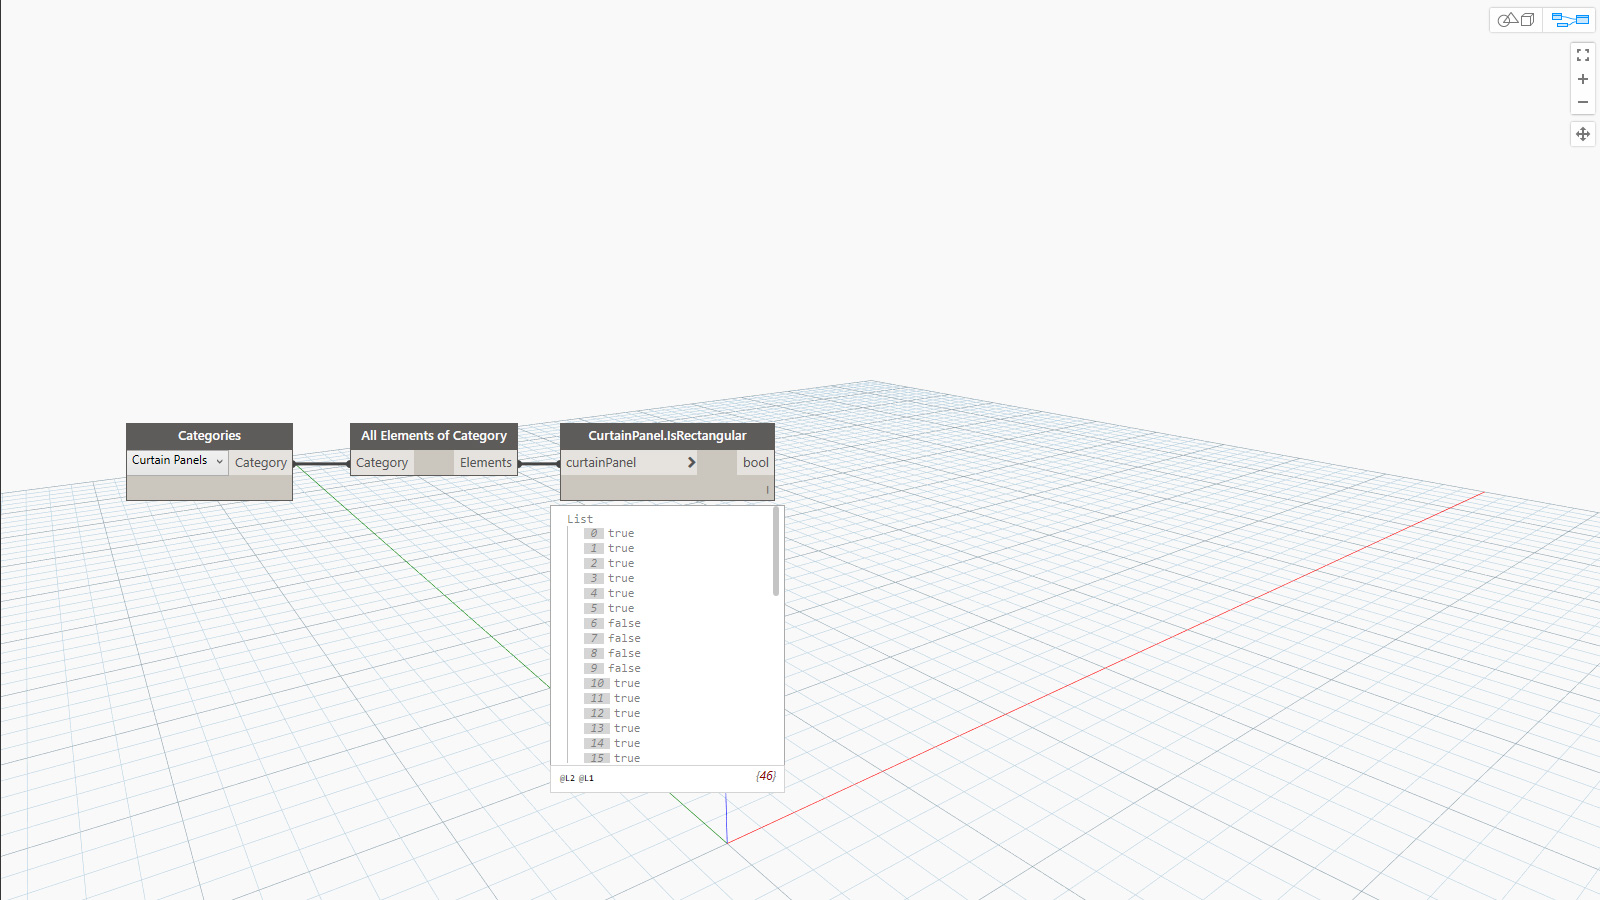 Categories
Curtain Panels Category
All Elements of Category
Category Elements
CurtainPanel.IsRectangular
curtainPanel > bool
l
List
0 true
1 true
2 true
3 true
4 true
5 true
6 false
7 false
8 false
9 false
10 true
11 true
12 true
13 true
14 true
15 true
@L2 @L1 {46}